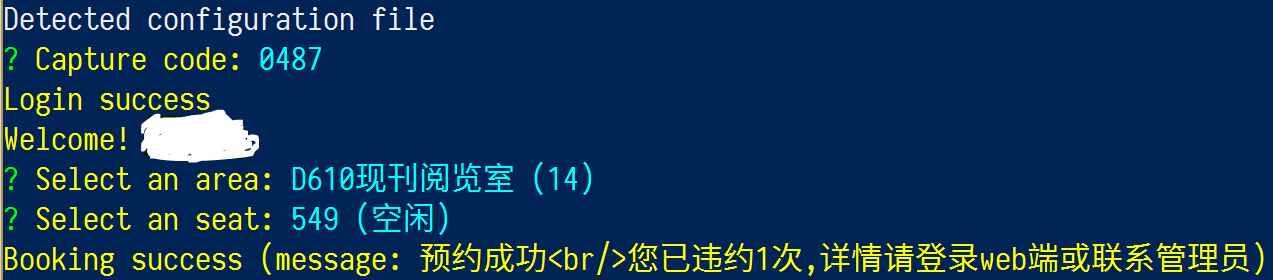 Detected configuration file
? Capture code: 0487
Login success
Welcome!
? Select an area: D610现刊阅览室 (14)
? Select an seat: 549 (空闲)
Booking success (message: 预约成功<br/>您已违约1次,详情请登录web端或联系管理员)